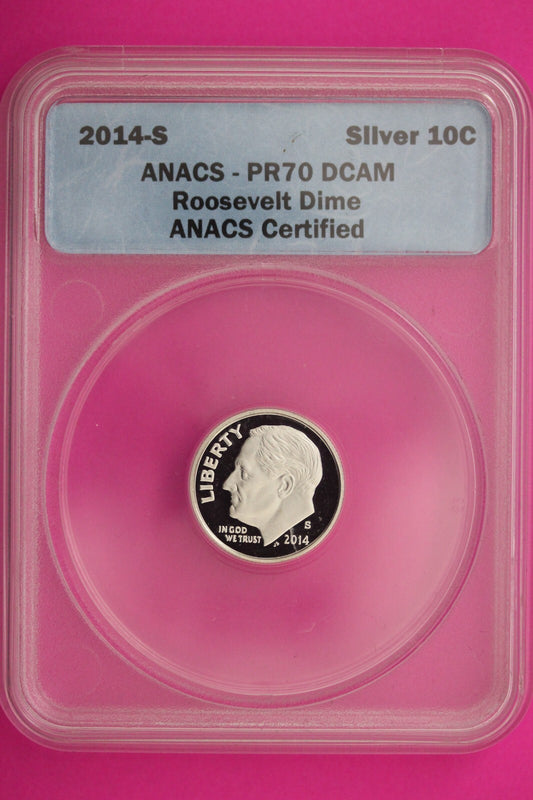 2014-S Silver 10C
ANACS - PR70 DCAM
Roosevelt Dime
ANACS Certified
LIBERTY
IN GOD
WE TRUST
S
2014